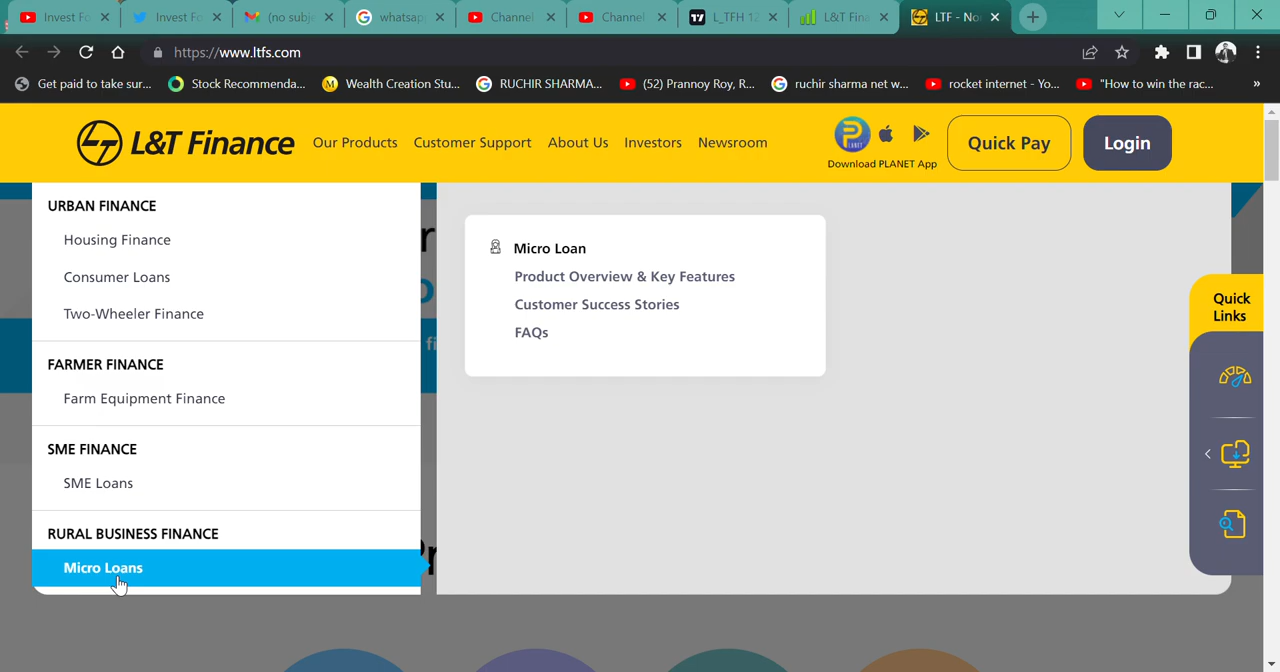 Invest Fo
Invest Fo
(no subje
whatsapp
Channel
Channel
L_TFH 12
L&T Fina
LTF - No
https://www.ltfs.com
Get paid to take sur...
Stock Recommenda...
Wealth Creation Stu...
RUCHIR SHARMA...
(52) Prannoy Roy, R...
ruchir sharma net w...
rocket internet - Yo...
"How to win the rac...
»
L&T Finance
Our Products
Customer Support
About Us
Investors
Newsroom
Download PLANET App
Quick Pay
Login
URBAN FINANCE
Housing Finance
Consumer Loans
Two-Wheeler Finance
FARMER FINANCE
Farm Equipment Finance
SME FINANCE
SME Loans
RURAL BUSINESS FINANCE
Micro Loans
Micro Loan
Product Overview & Key Features
Customer Success Stories
FAQs
Quick
Links